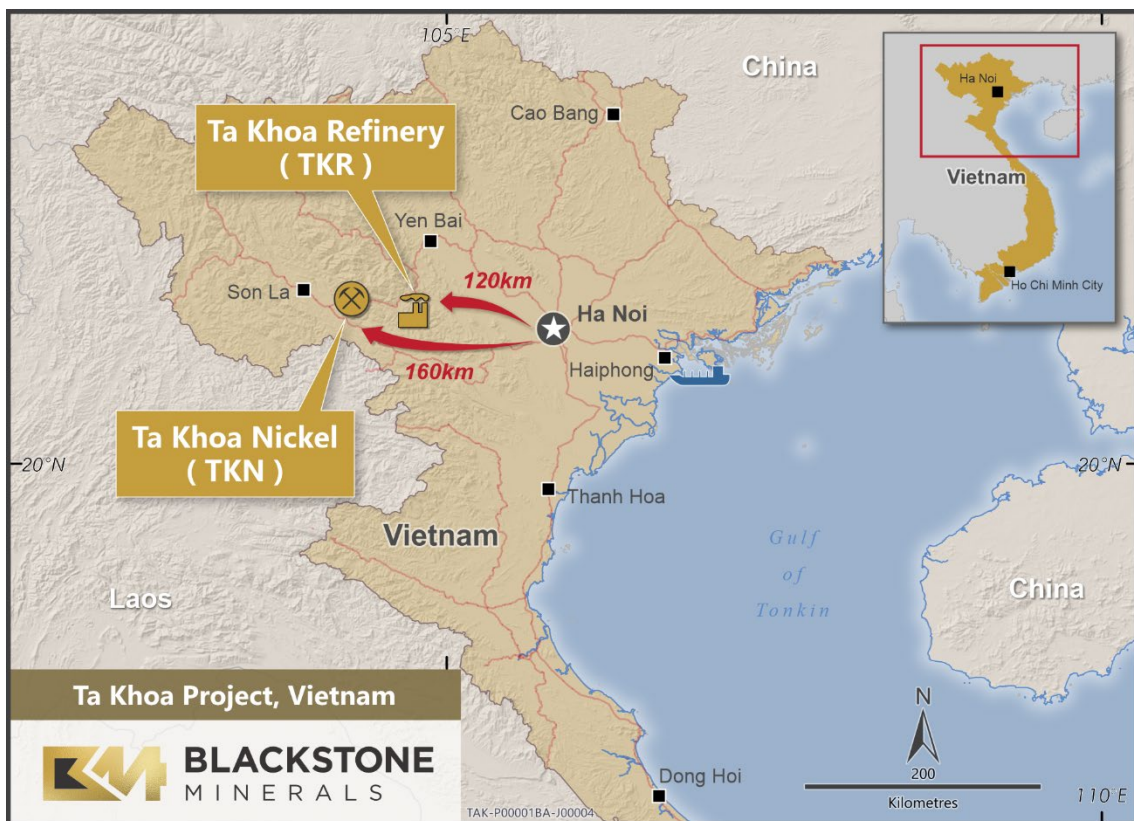 105°E
China
Ha Noi
Vietnam
Ho Chi Minh City
Cao Bang
Ta Khoa Refinery
( TKR )
Yen Bai
120km
Son La
Ha Noi
Haiphong
160km
Ta Khoa Nickel
( TKN )
20°N
20°N
Thanh Hoa
Vietnam
Gulf
of
Tonkin
China
Laos
Ta Khoa Project, Vietnam
N
BLACKSTONE
MINERALS
Dong Hoi
200
Kilometres
110°E
TAK-P00001BA-J00004